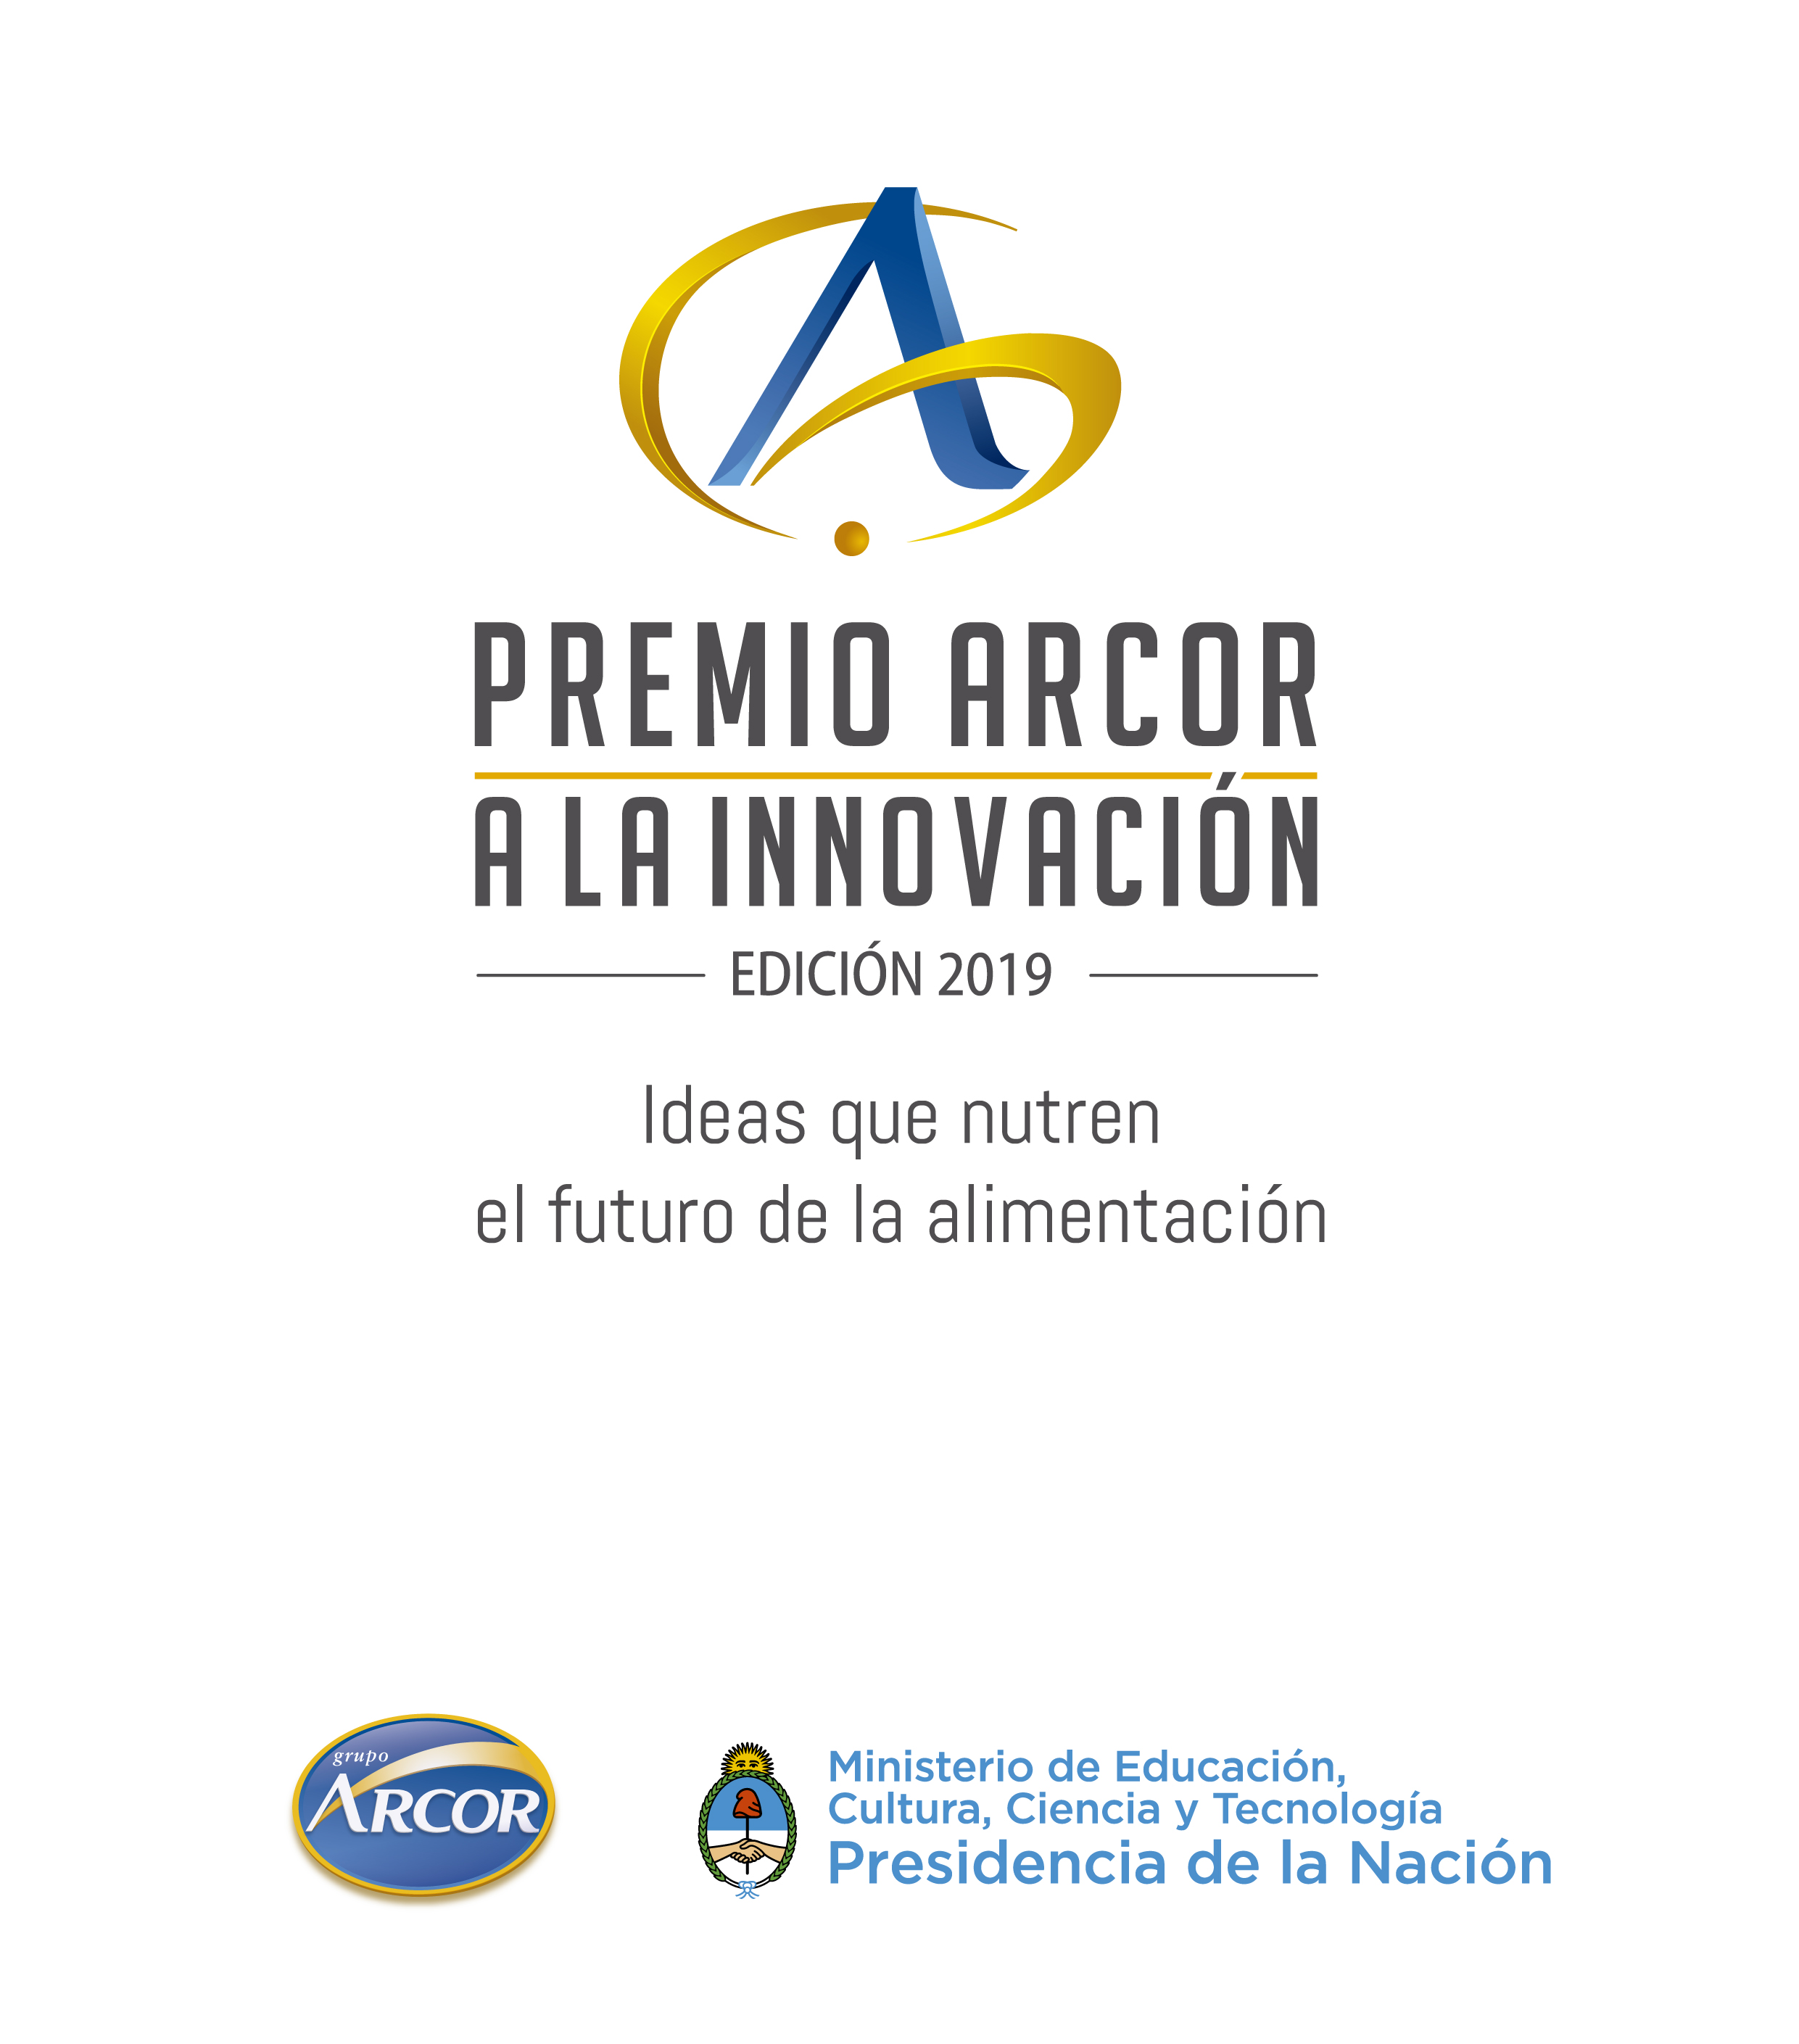 PREMIO ARCOR
A LA INNOVACIÓN
EDICIÓN 2019
Ideas que nutren
el futuro de la alimentación
grupo
ARCOR
Ministerio de Educación,
Cultura, Ciencia y Tecnología
Presidencia de la Nación